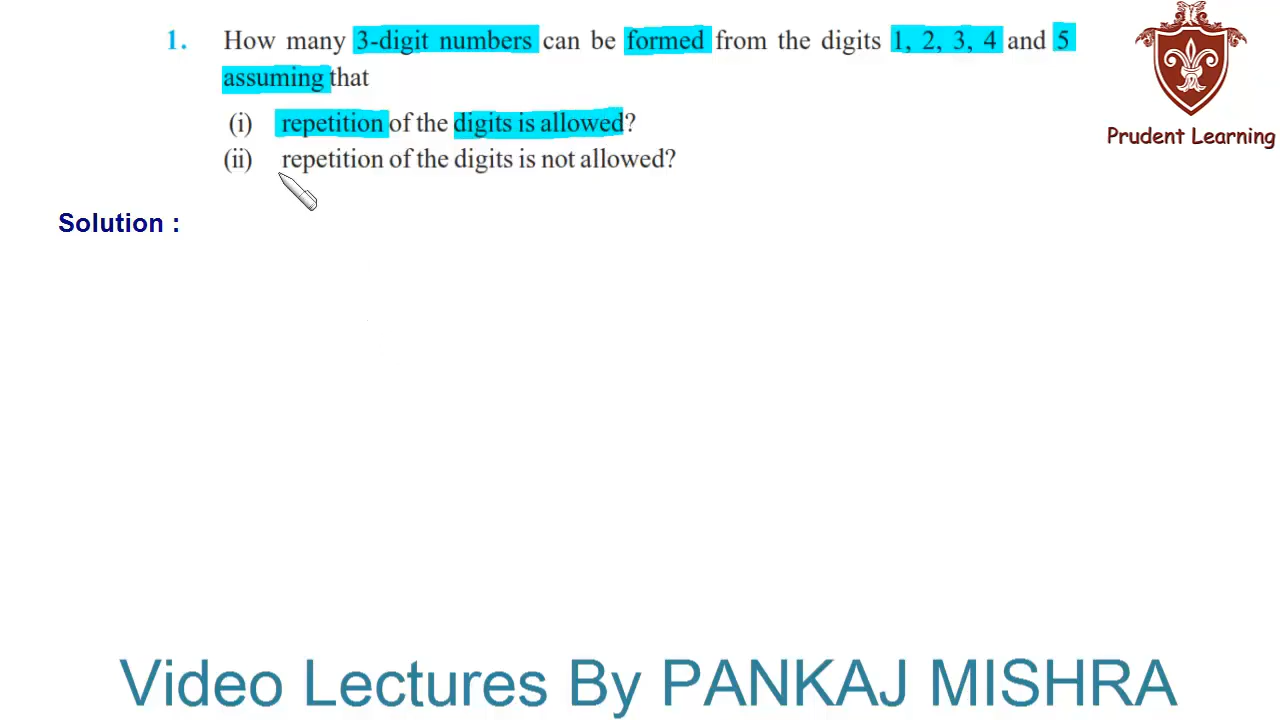 1. How many 3-digit numbers can be formed from the digits 1, 2, 3, 4 and 5
assuming that
(i) repetition of the digits is allowed?
(ii) repetition of the digits is not allowed?
Prudent Learning
Solution :
Video Lectures By PANKAJ MISHRA